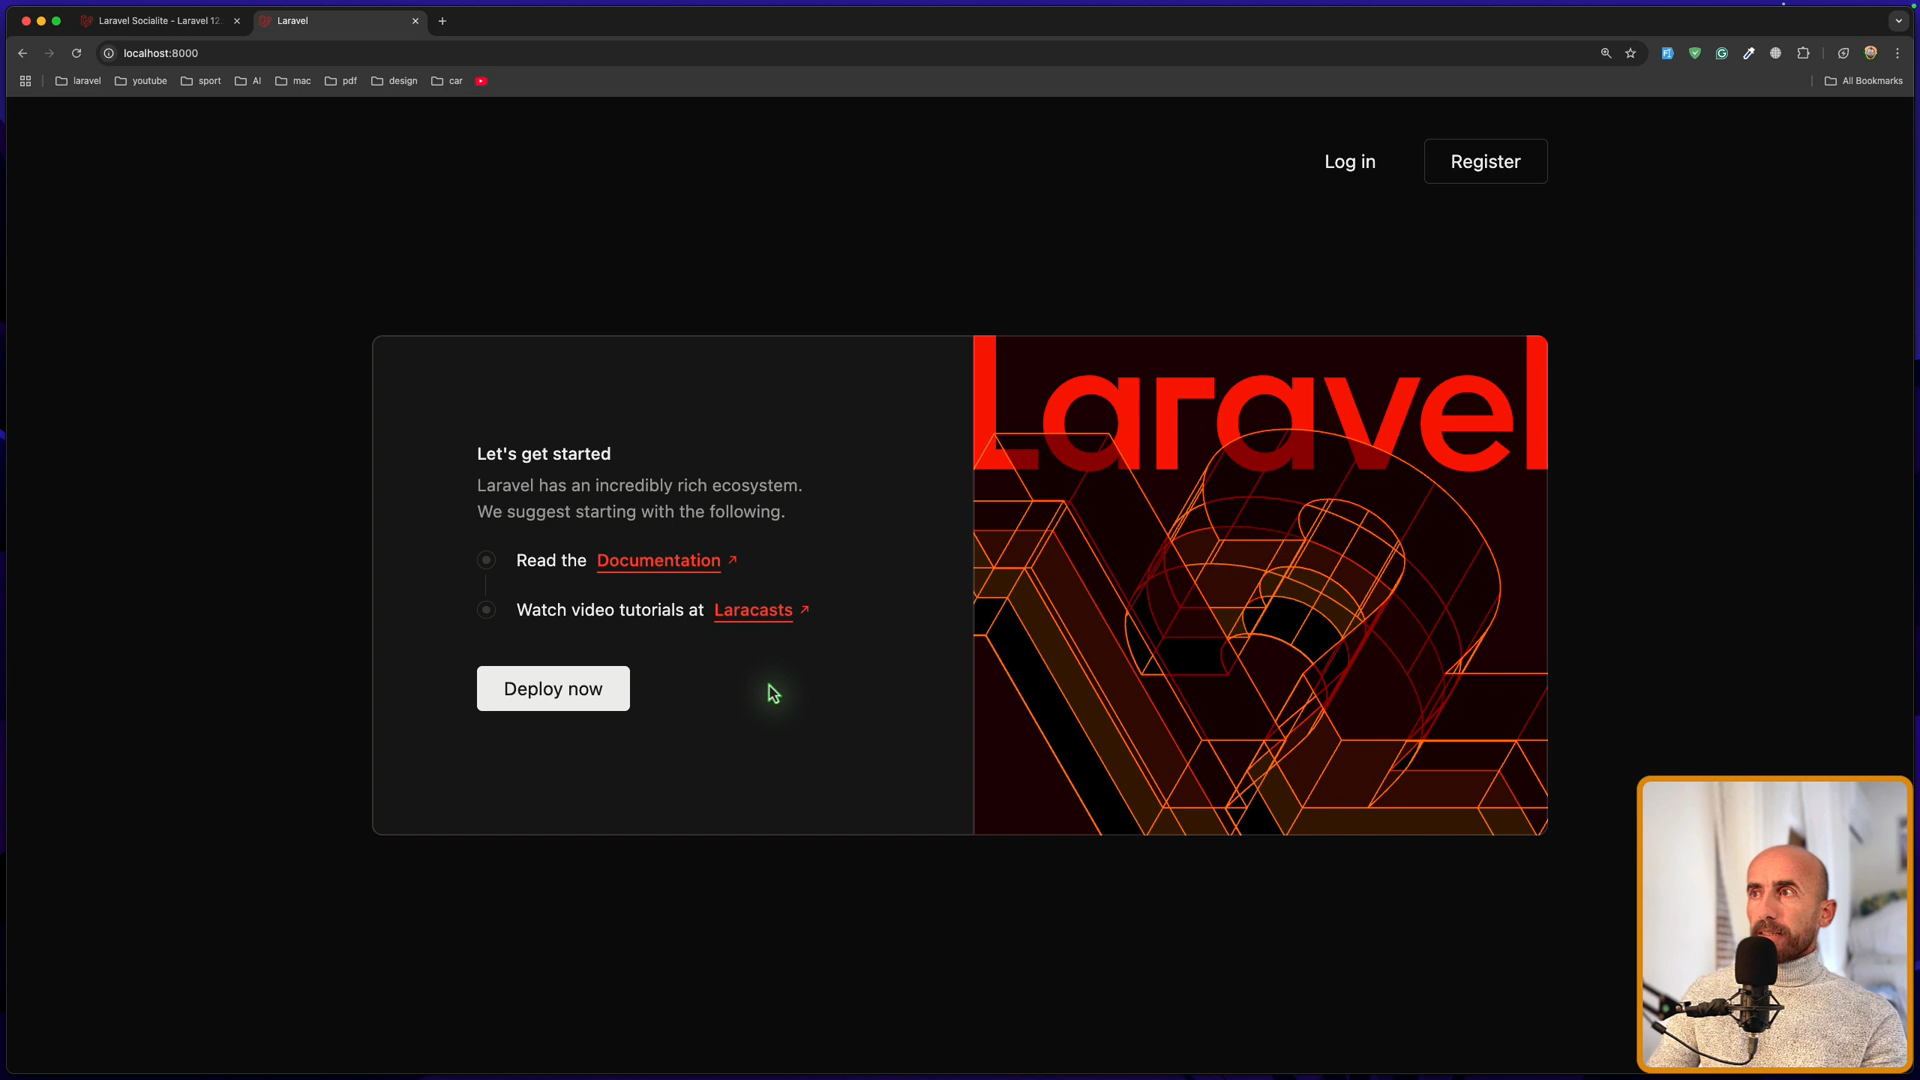 Laravel Socialite - Laravel 12
Laravel
localhost:8000
laravel
youtube
sport
AI
mac
pdf
design
car
All Bookmarks
Log in
Register
Let's get started
Laravel has an incredibly rich ecosystem.
We suggest starting with the following.
Read the Documentation
Watch video tutorials at Laracasts
Deploy now
Laravel